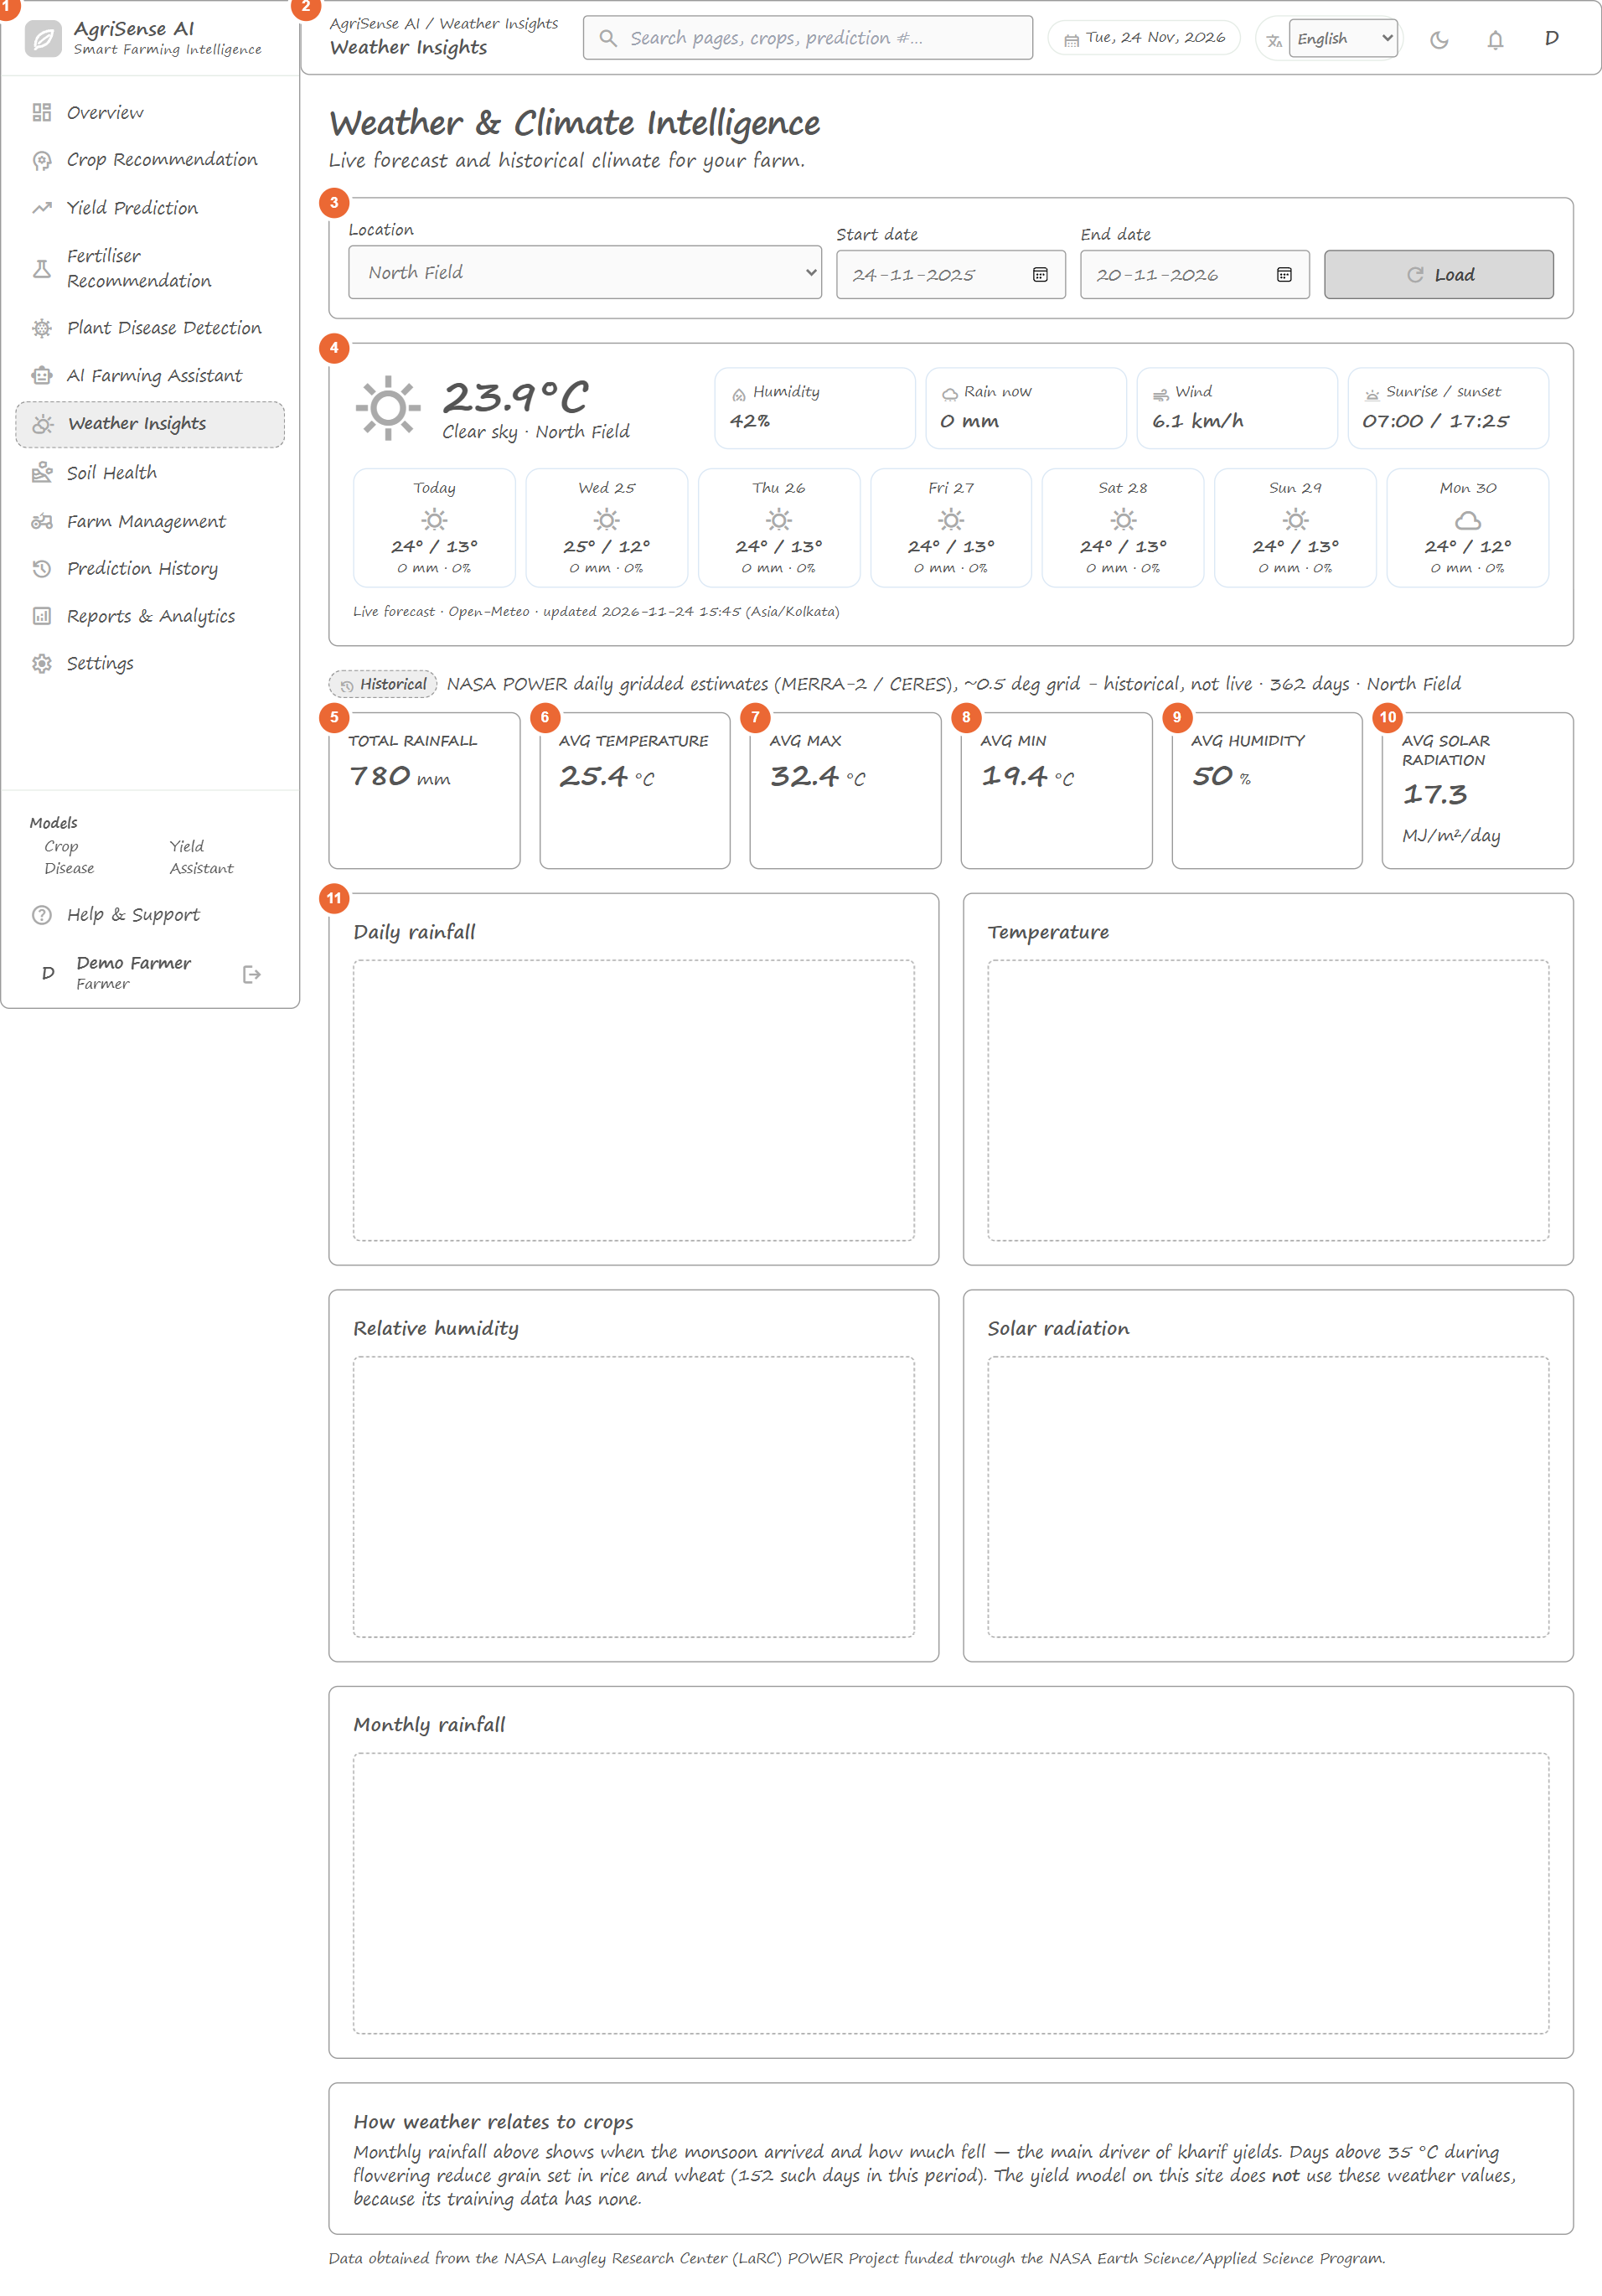 1
AgriSense AI
Smart Farming Intelligence
Overview
Crop Recommendation
Yield Prediction
Fertiliser
Recommendation
Plant Disease Detection
AI Farming Assistant
Weather Insights
Soil Health
Farm Management
Prediction History
Reports & Analytics
Settings
Models
Crop Yield
Disease Assistant
Help & Support
D
Demo Farmer
Farmer
2
AgriSense AI / Weather Insights
Weather Insights
Search pages, crops, prediction #...
Tue, 24 Nov, 2026
English
D
Weather & Climate Intelligence
Live forecast and historical climate for your farm.
3
Location
North Field
Start date
24-11-2025
End date
20-11-2026
Load
4
23.9°C
Clear sky · North Field
Humidity
42%
Rain now
0 mm
Wind
6.1 km/h
Sunrise / sunset
07:00 / 17:25
Today
24° / 13°
0 mm · 0%
Wed 25
25° / 12°
0 mm · 0%
Thu 26
24° / 13°
0 mm · 0%
Fri 27
24° / 13°
0 mm · 0%
Sat 28
24° / 13°
0 mm · 0%
Sun 29
24° / 13°
0 mm · 0%
Mon 30
24° / 12°
0 mm · 0%
Live forecast · Open-Meteo · updated 2026-11-24 15:45 (Asia/Kolkata)
Historical NASA POWER daily gridded estimates (MERRA-2 / CERES), ~0.5 deg grid - historical, not live · 362 days · North Field
5
TOTAL RAINFALL
780 mm
6
AVG TEMPERATURE
25.4 °C
7
AVG MAX
32.4 °C
8
AVG MIN
19.4 °C
9
AVG HUMIDITY
50 %
10
AVG SOLAR
RADIATION
17.3
MJ/m²/day
11
Daily rainfall
Temperature
Relative humidity
Solar radiation
Monthly rainfall
How weather relates to crops
Monthly rainfall above shows when the monsoon arrived and how much fell — the main driver of kharif yields. Days above 35 °C during
flowering reduce grain set in rice and wheat (152 such days in this period). The yield model on this site does not use these weather values,
because its training data has none.
Data obtained from the NASA Langley Research Center (LaRC) POWER Project funded through the NASA Earth Science/Applied Science Program.